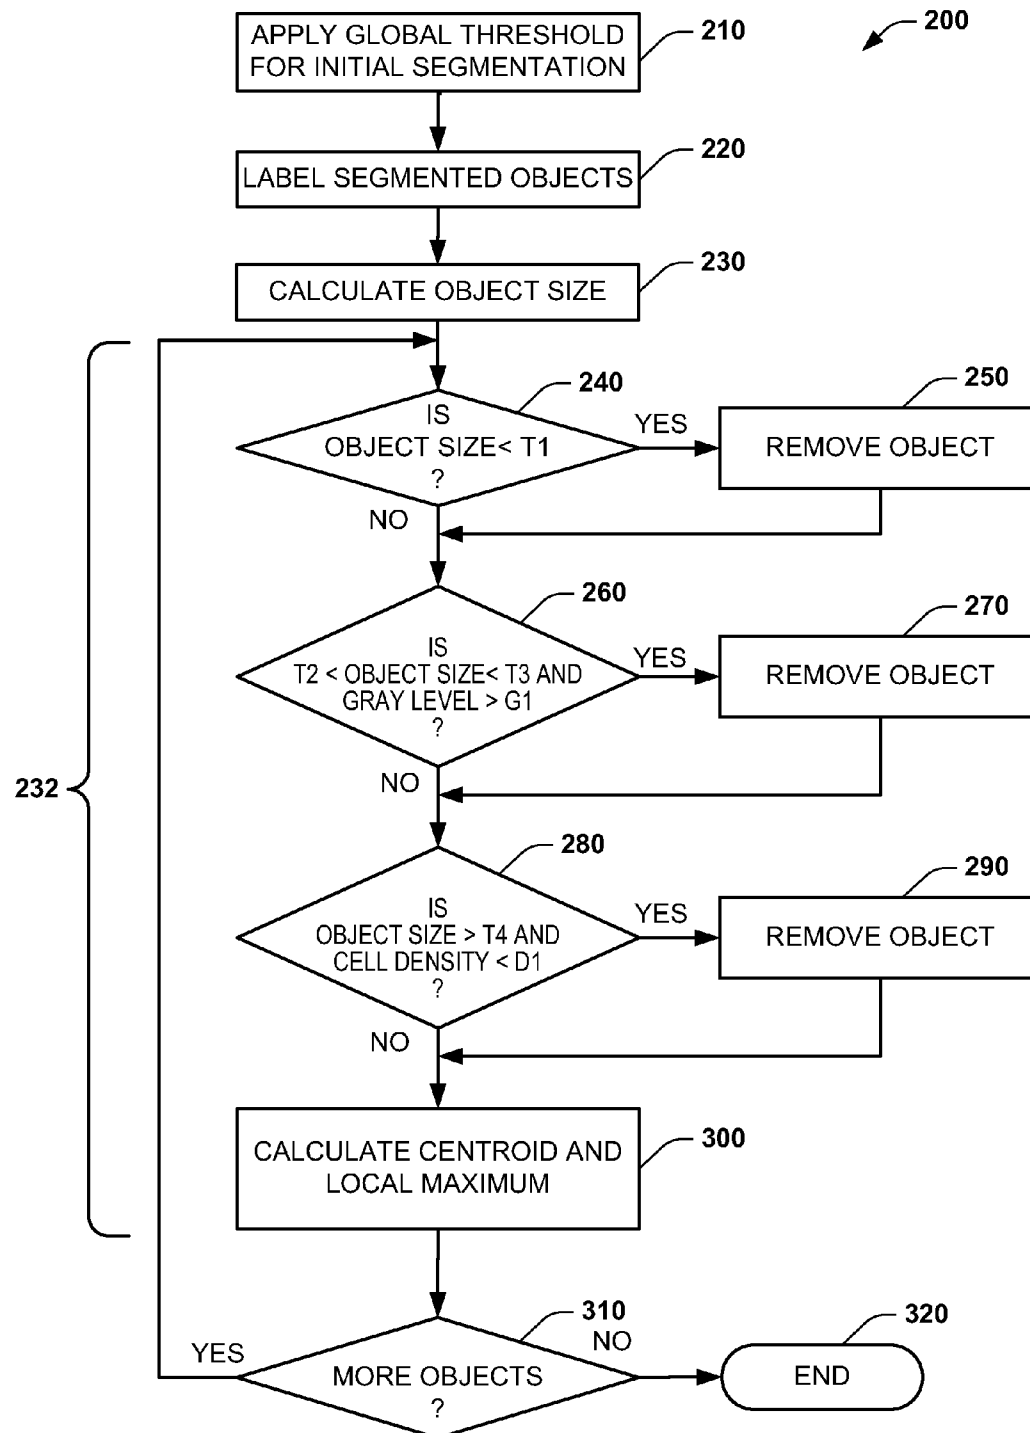 200
APPLY GLOBAL THRESHOLD
FOR INITIAL SEGMENTATION
210
LABEL SEGMENTED OBJECTS
220
CALCULATE OBJECT SIZE
230
232
240
IS
OBJECT SIZE< T1
?
YES
NO
250
REMOVE OBJECT
260
IS
T2 < OBJECT SIZE< T3 AND
GRAY LEVEL > G1
?
YES
NO
270
REMOVE OBJECT
280
IS
OBJECT SIZE > T4 AND
CELL DENSITY < D1
?
YES
NO
290
REMOVE OBJECT
CALCULATE CENTROID AND
LOCAL MAXIMUM
300
310
MORE OBJECTS
?
YES
NO
320
END